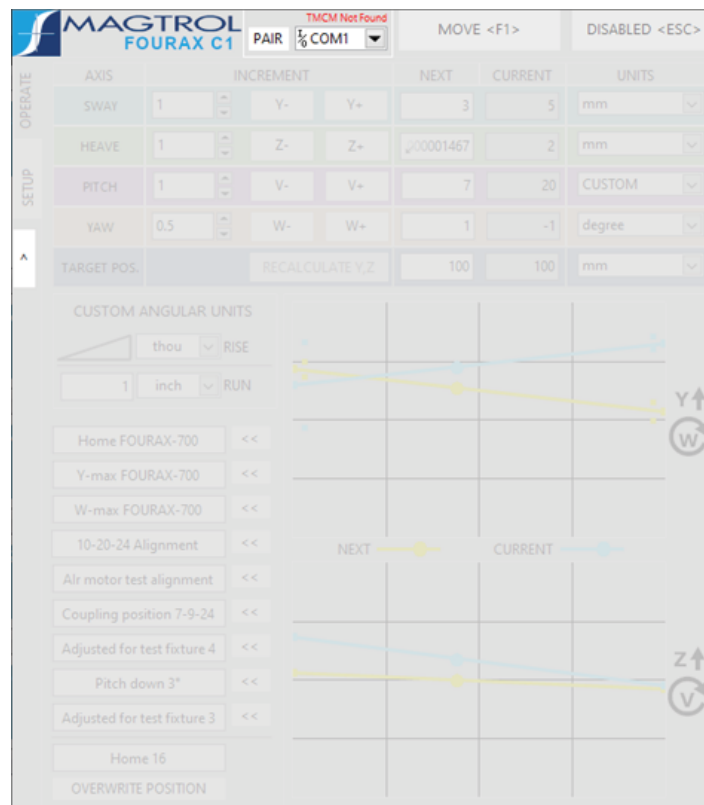 MAGTROL
FOURAX C1
TMCM Not Found
PAIR I/O COM1
MOVE <F1>
DISABLED <ESC>
OPERATE
SETUP
^
AXIS INCREMENT NEXT CURRENT UNITS
SWAY 1 Y- Y+ 3 5 mm
HEAVE 1 Z- Z+ 000001467 2 mm
PITCH 1 V- V+ 7 20 CUSTOM
YAW 0.5 W- W+ 1 -1 degree
TARGET POS. RECALCULATE Y,Z 100 100 mm
CUSTOM ANGULAR UNITS
thou RISE
1 inch RUN
Home FOURAX-700 <<
Y-max FOURAX-700 <<
W-max FOURAX-700 <<
10-20-24 Alignment <<
Air motor test alignment <<
Coupling position 7-9-24 <<
Adjusted for test fixture 4 <<
Pitch down 3° <<
Adjusted for test fixture 3 <<
Home 16
OVERWRITE POSITION
Y
W
NEXT CURRENT
Z
V